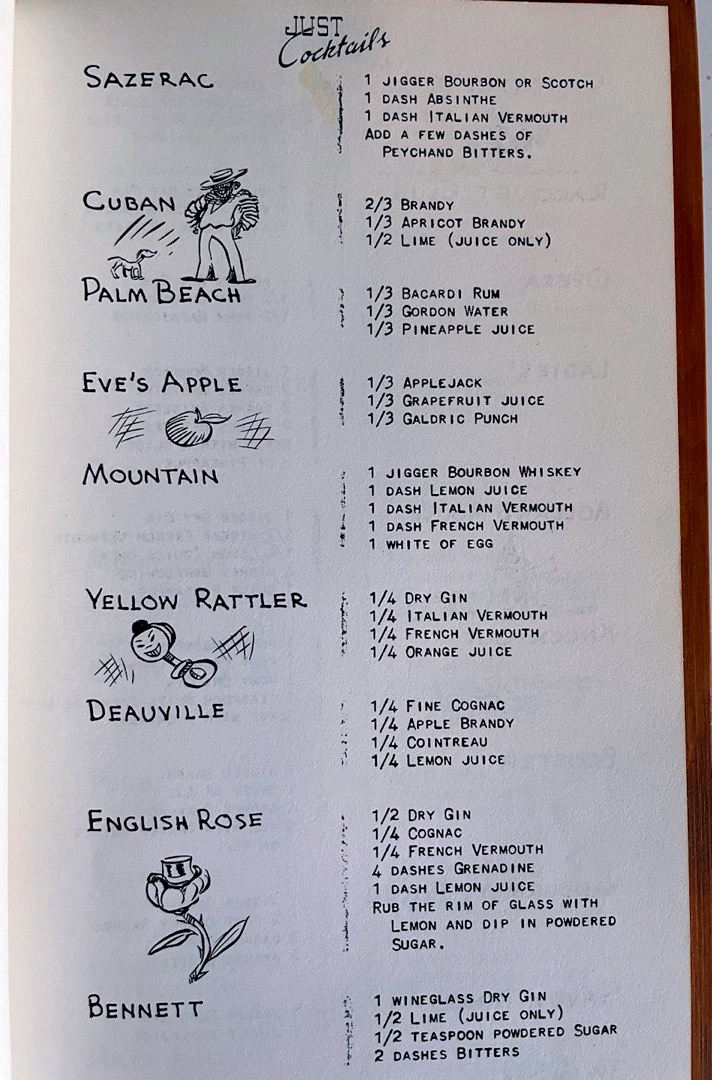 JUST
Cocktails
SAZERAC
1 JIGGER BOURBON OR SCOTCH
1 DASH ABSINTHE
1 DASH ITALIAN VERMOUTH
ADD A FEW DASHES OF
PEYCHAND BITTERS.
CUBAN
2/3 BRANDY
1/3 APRICOT BRANDY
1/2 LIME (JUICE ONLY)
PALM BEACH
1/3 BACARDI RUM
1/3 GORDON WATER
1/3 PINEAPPLE JUICE
EVE'S APPLE
1/3 APPLEJACK
1/3 GRAPEFRUIT JUICE
1/3 GALDRIC PUNCH
MOUNTAIN
1 JIGGER BOURBON WHISKEY
1 DASH LEMON JUICE
1 DASH ITALIAN VERMOUTH
1 DASH FRENCH VERMOUTH
1 WHITE OF EGG
YELLOW RATTLER
1/4 DRY GIN
1/4 ITALIAN VERMOUTH
1/4 FRENCH VERMOUTH
1/4 ORANGE JUICE
DEAUVILLE
1/4 FINE COGNAC
1/4 APPLE BRANDY
1/4 COINTREAU
1/4 LEMON JUICE
ENGLISH ROSE
1/2 DRY GIN
1/4 COGNAC
1/4 FRENCH VERMOUTH
4 DASHES GRENADINE
1 DASH LEMON JUICE
RUB THE RIM OF GLASS WITH
LEMON AND DIP IN POWDERED
SUGAR.
BENNETT
1 WINEGLASS DRY GIN
1/2 LIME (JUICE ONLY)
1/2 TEASPOON POWDERED SUGAR
2 DASHES BITTERS